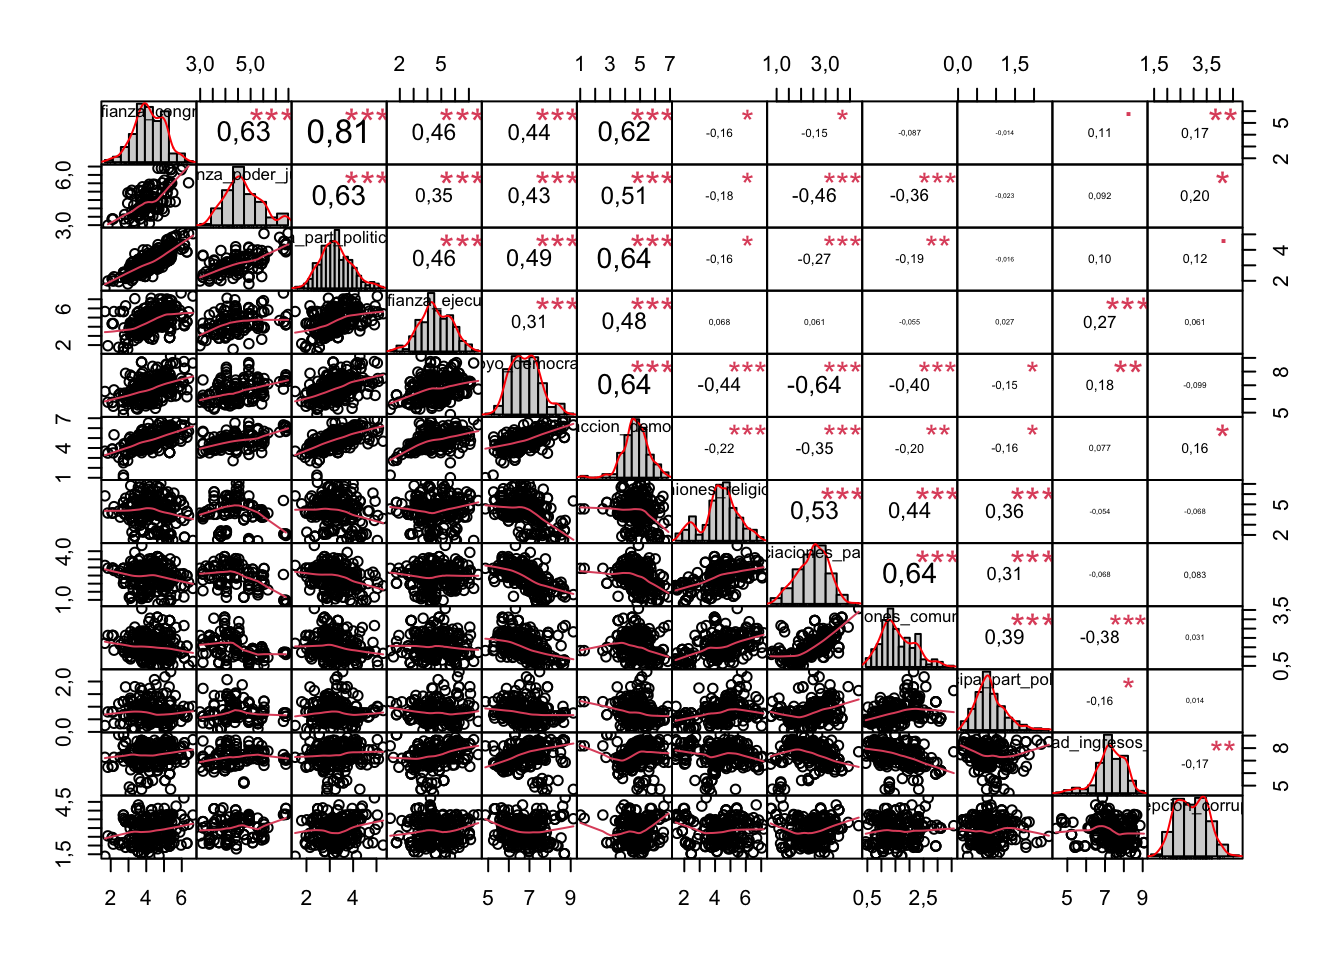 3,0 5,0 2 5 1 3 5 7 1,0 3,0 0,0 1,5 1,5 3,5
fianza_congr 0,63 *** 0,81 *** 0,46 *** 0,44 *** 0,62 *** -0,16 * -0,15 * -0,087 -0,014 0,11 . 0,17 ** 2 5
3,0 6,0 nza_poder_j 0,63 *** 0,35 *** 0,43 *** 0,51 *** -0,18 * -0,46 *** -0,36 *** -0,023 0,092 0,20 *
a_part_politic 0,46 *** 0,49 *** 0,64 *** -0,16 * -0,27 *** -0,19 ** -0,016 0,10 0,12 . 2 4
2 6 fianza_ejecu 0,31 *** 0,48 *** 0,068 0,061 -0,055 0,027 0,27 *** 0,061
oyo_democra 0,64 *** -0,44 *** -0,64 *** -0,40 *** -0,15 * 0,18 ** -0,099 5 8
1 4 7 accion_demo -0,22 *** -0,35 *** -0,20 ** -0,16 * 0,077 0,16 *
iones_religio 0,53 *** 0,44 *** 0,36 *** -0,054 -0,068 2 5
1,0 4,0 ciaciones_pa 0,64 *** 0,31 *** -0,068 0,083
ones_comun 0,39 *** -0,38 *** 0,031 0,5 3,5
0,0 2,0 ipa_part_pol -0,16 * 0,014
ad_ingresos_ -0,17 ** 5 8
1,5 4,5 epcion_corrup
2 4 6 2 4 5 7 9 2 4 6 0,5 2,5 5 7 9